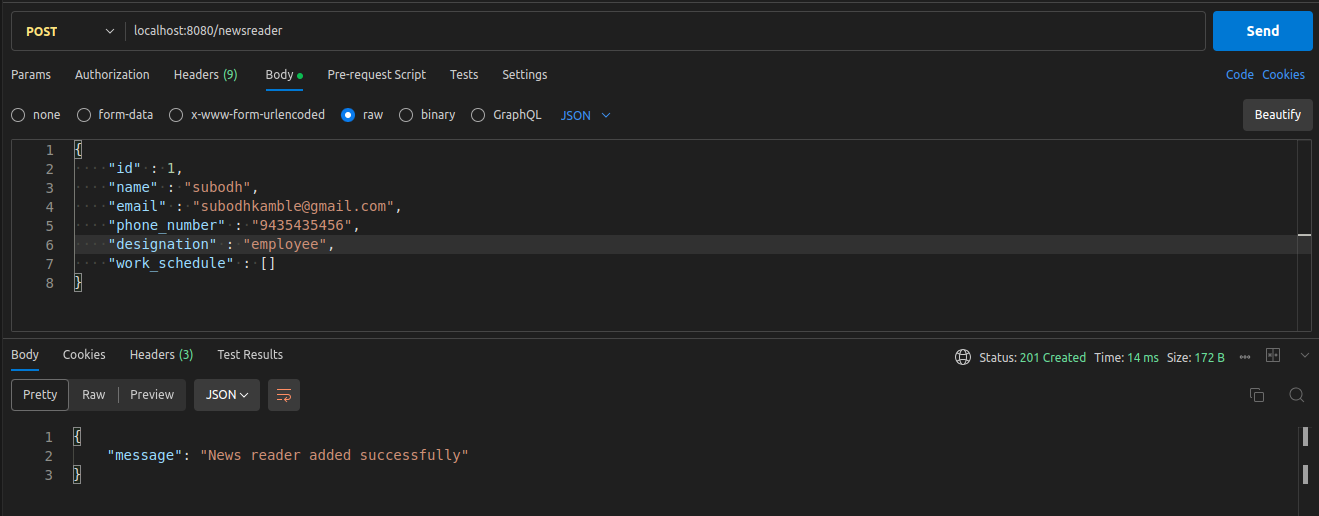 POST localhost:8080/newsreader Send
Params Authorization Headers (9) Body Pre-request Script Tests Settings Code Cookies
none form-data x-www-form-urlencoded raw binary GraphQL JSON Beautify
1 {
2 "id" : 1,
3 "name" : "subodh",
4 "email" : "subodhkamble@gmail.com",
5 "phone_number" : "9435435456",
6 "designation" : "employee",
7 "work_schedule" : []
8 }
Body Cookies Headers (3) Test Results Status: 201 Created Time: 14 ms Size: 172 B
Pretty Raw Preview JSON
1 {
2 "message": "News reader added successfully"
3 }